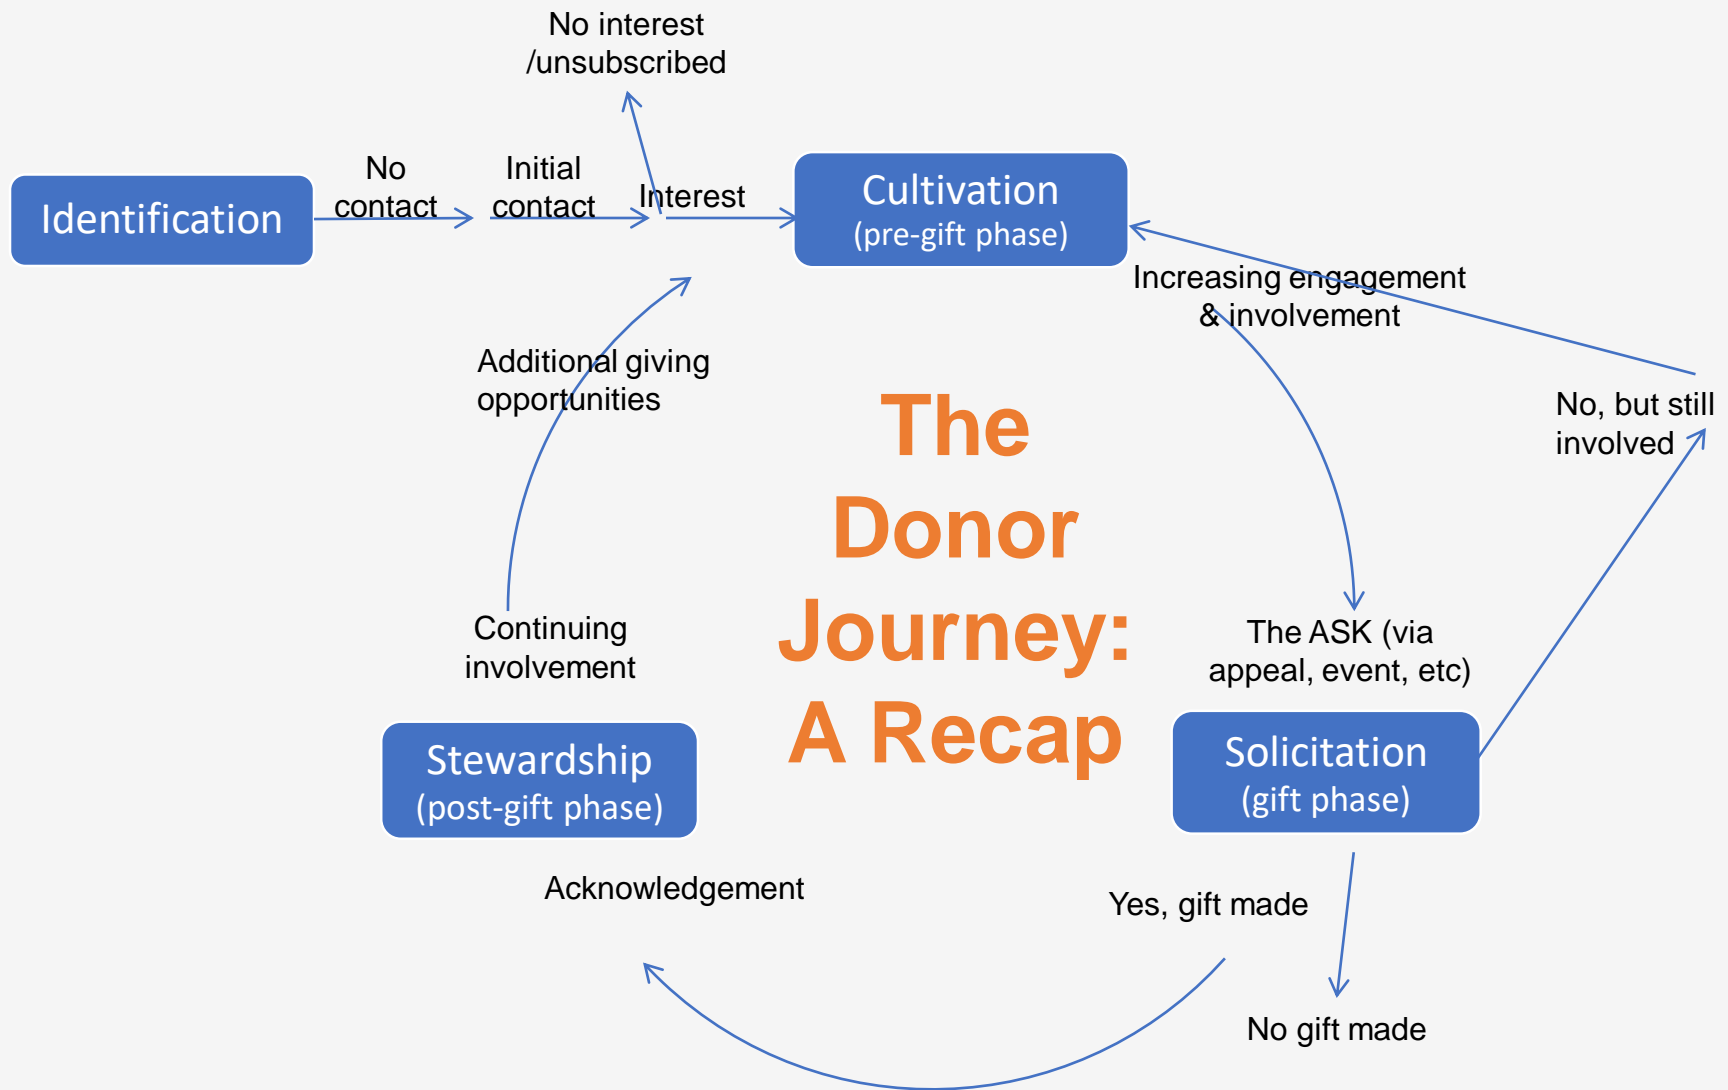 No interest
/unsubscribed
Identification
No
contact
Initial
contact
Interest
Cultivation
(pre-gift phase)
Increasing engagement
& involvement
Additional giving
opportunities
No, but still
involved
The
Donor
Journey:
A Recap
Continuing
involvement
The ASK (via
appeal, event, etc)
Stewardship
(post-gift phase)
Solicitation
(gift phase)
Acknowledgement
Yes, gift made
No gift made